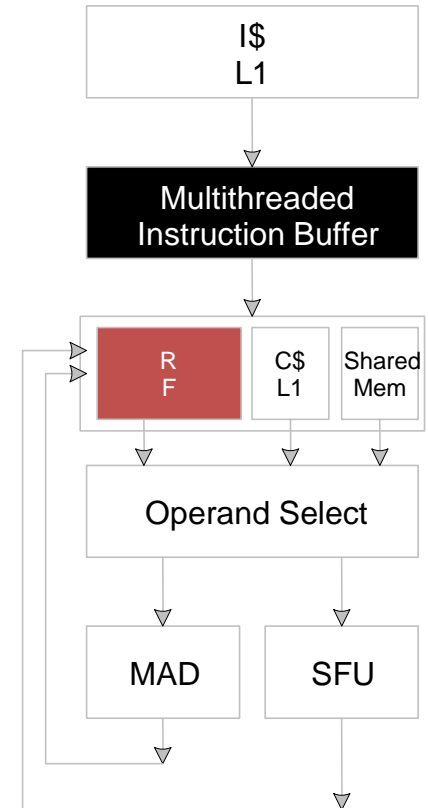 I$
L1
Multithreaded
Instruction Buffer
R
F
C$
L1
Shared
Mem
Operand Select
MAD
SFU